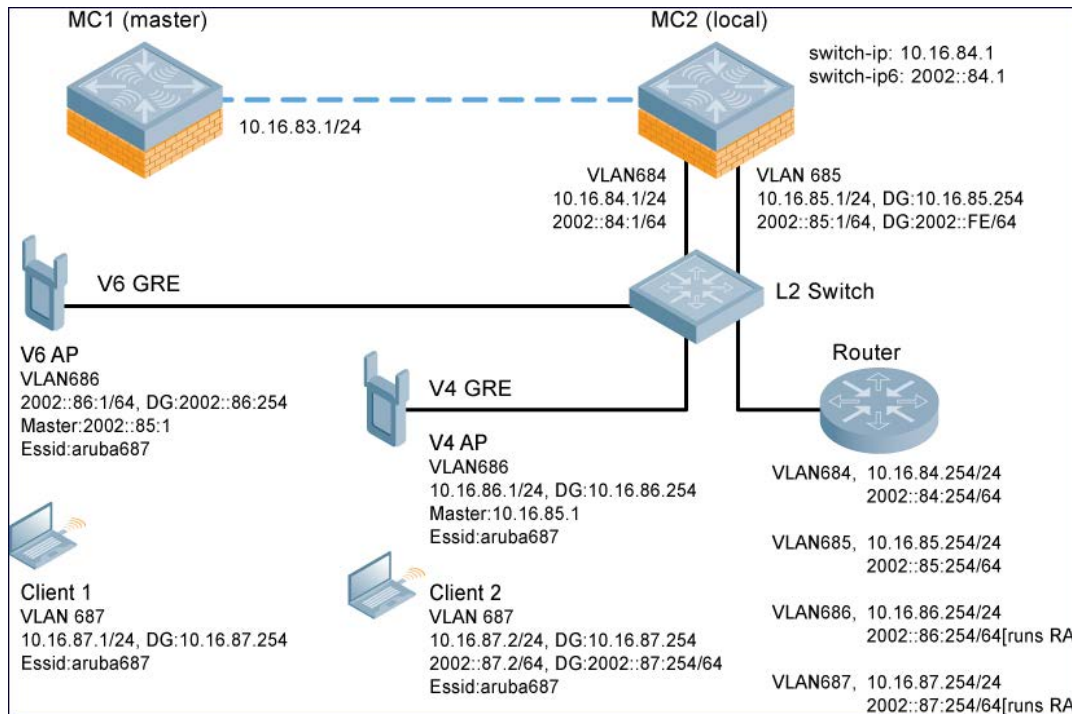 MC1 (master)
MC2 (local)
switch-ip: 10.16.84.1
switch-ip6: 2002::84.1
10.16.83.1/24
VLAN684
10.16.84.1/24
2002::84:1/64
VLAN 685
10.16.85.1/24, DG:10.16.85.254
2002::85:1/64, DG:2002::FE/64
V6 GRE
L2 Switch
V6 AP
VLAN686
2002::86:1/64, DG:2002::86:254
Master:2002::85:1
Essid:aruba687
V4 GRE
V4 AP
VLAN686
10.16.86.1/24, DG:10.16.86.254
Master:10.16.85.1
Essid:aruba687
Router
VLAN684, 10.16.84.254/24
2002::84:254/64
VLAN685, 10.16.85.254/24
2002::85:254/64
VLAN686, 10.16.86.254/24
2002::86:254/64[runs RA
VLAN687, 10.16.87.254/24
2002::87:254/64[runs RA
Client 1
VLAN 687
10.16.87.1/24, DG:10.16.87.254
Essid:aruba687
Client 2
VLAN 687
10.16.87.2/24, DG:10.16.87.254
2002::87.2/64, DG:2002::87:254/64
Essid:aruba687